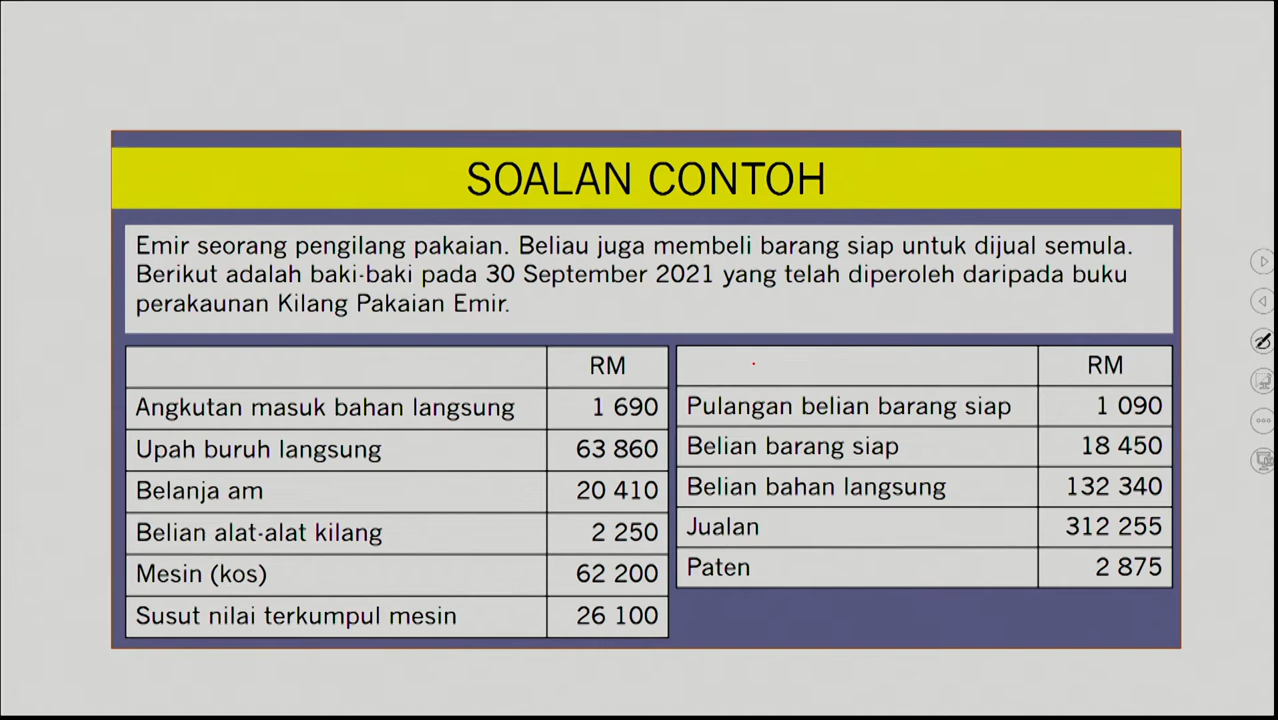 SOALAN CONTOH
Emir seorang pengilang pakaian. Beliau juga membeli barang siap untuk dijual semula.
Berikut adalah baki-baki pada 30 September 2021 yang telah diperoleh daripada buku
perakaunan Kilang Pakaian Emir.
RM
Angkutan masuk bahan langsung 1 690
Upah buruh langsung 63 860
Belanja am 20 410
Belian alat-alat kilang 2 250
Mesin (kos) 62 200
Susut nilai terkumpul mesin 26 100
RM
Pulangan belian barang siap 1 090
Belian barang siap 18 450
Belian bahan langsung 132 340
Jualan 312 255
Paten 2 875